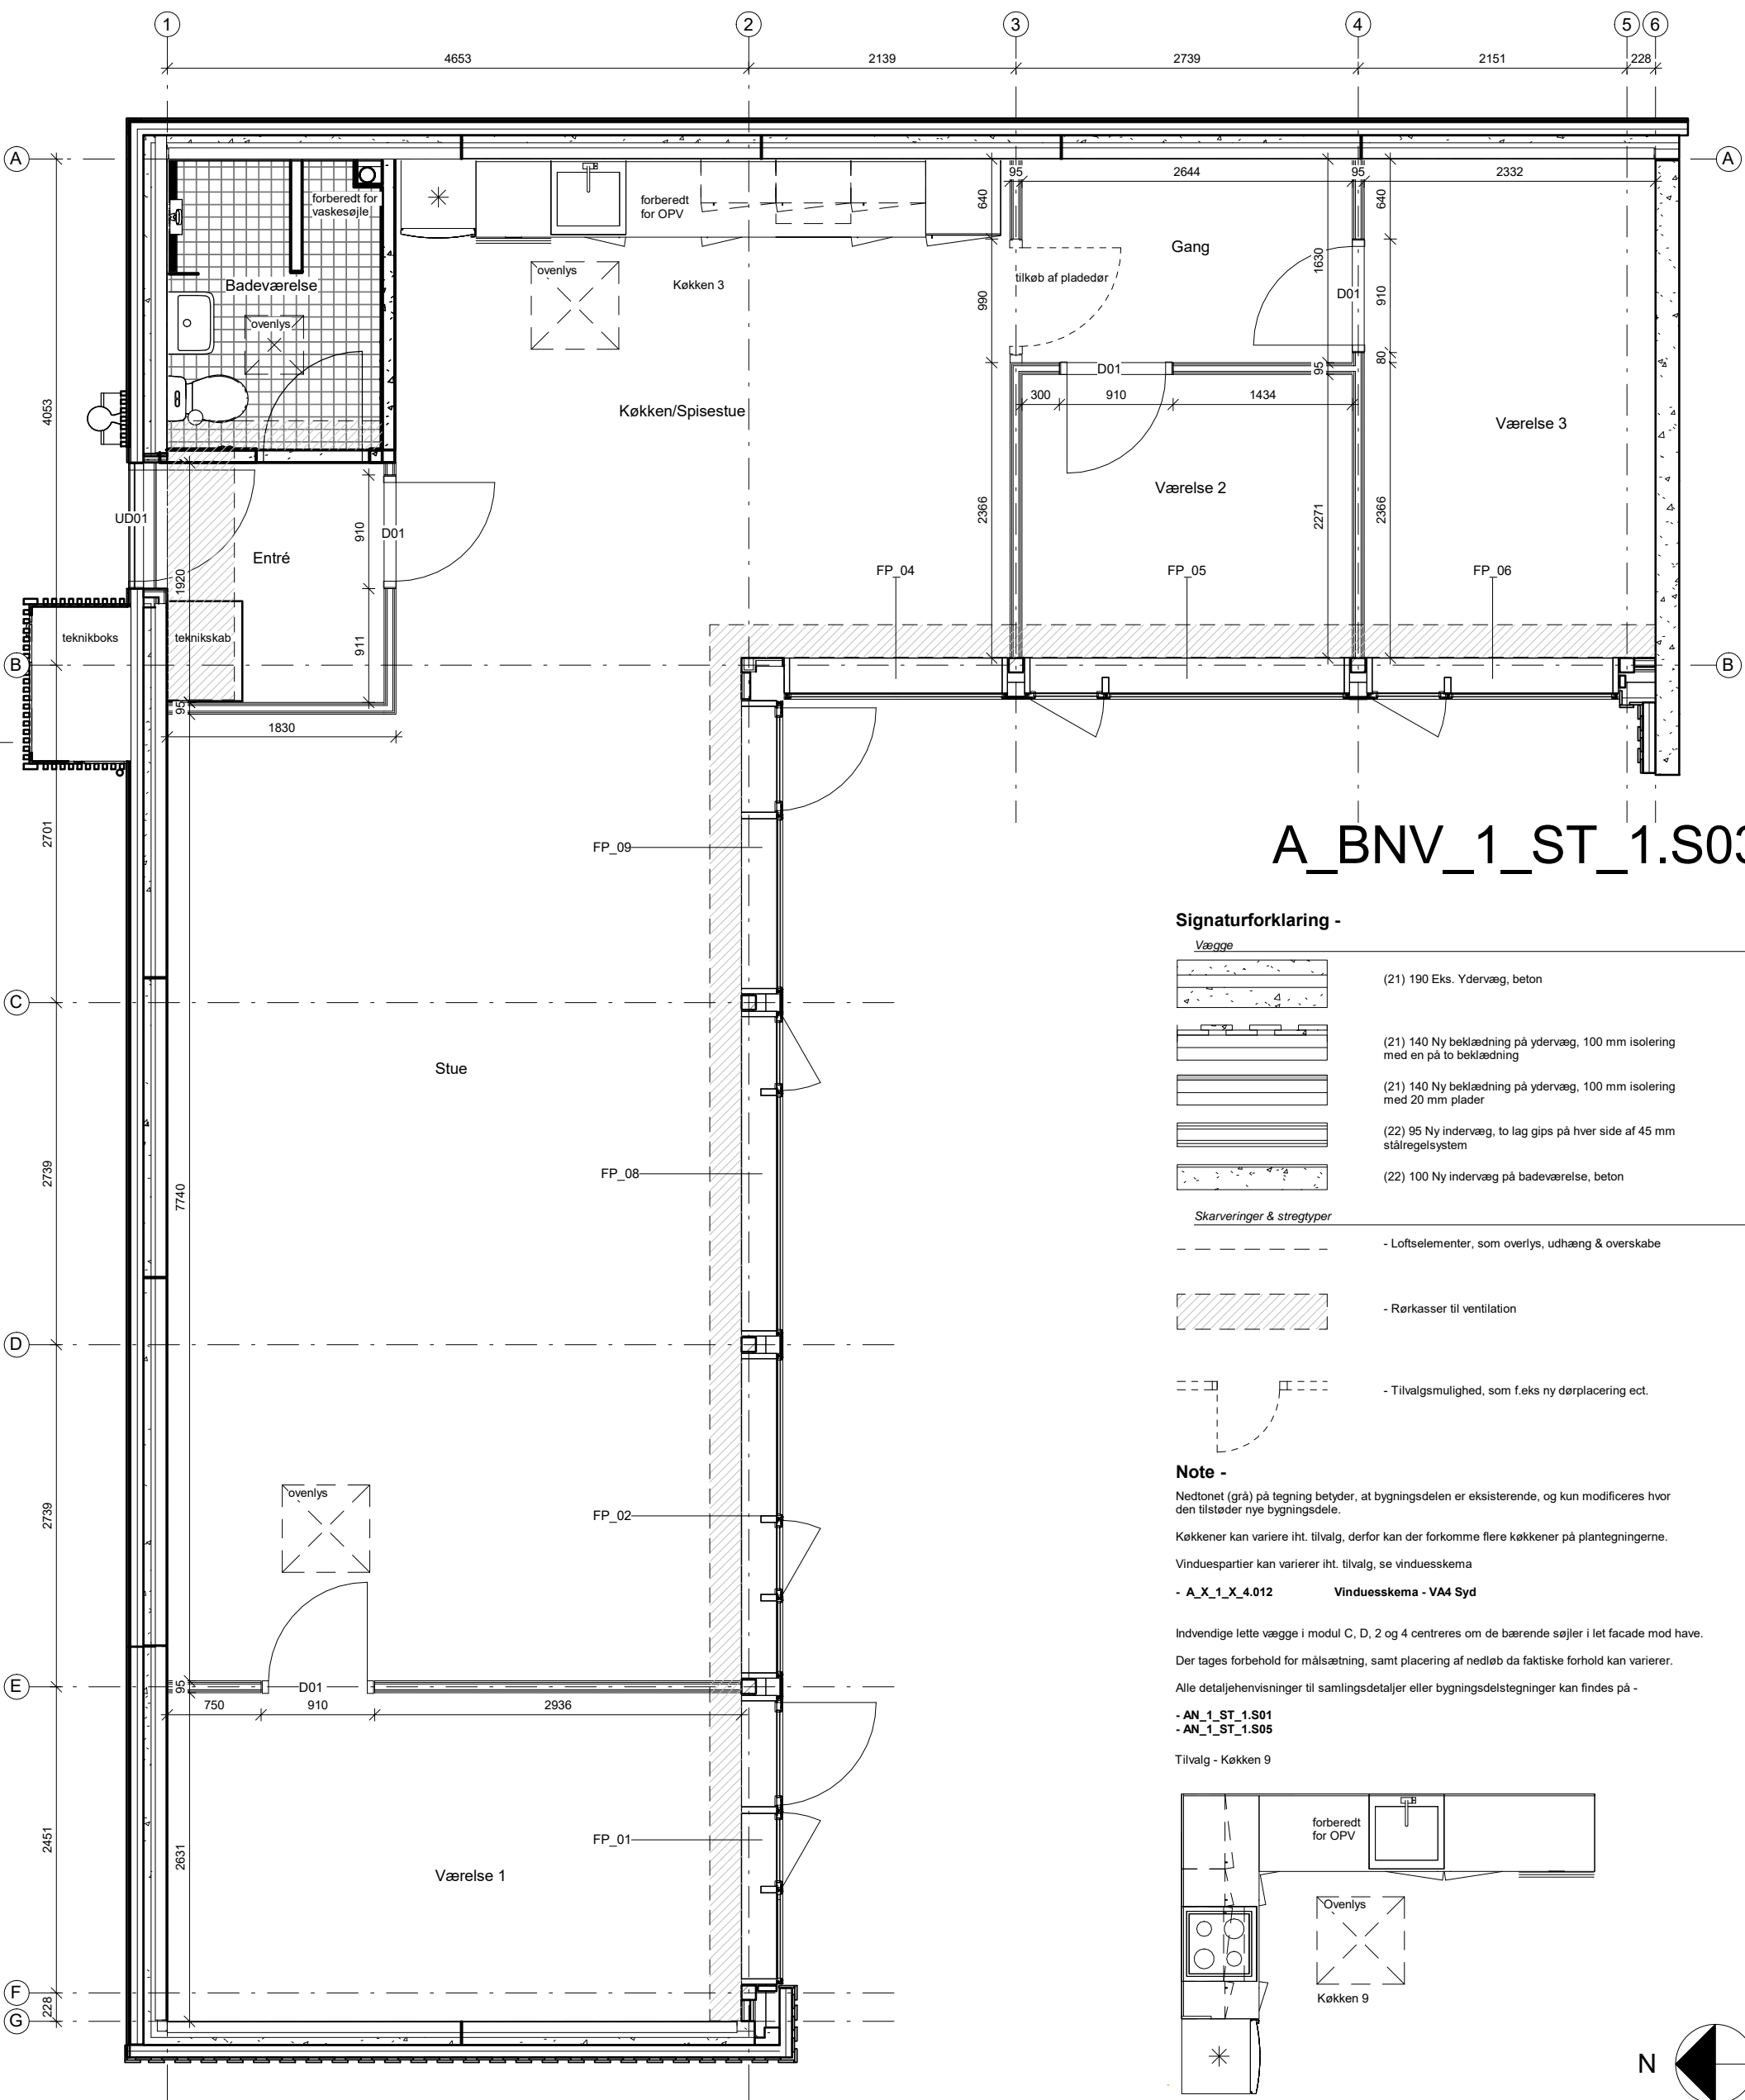 1 2 3 4 5 6
4653 2139 2739 2151 228
A A
95 2644 95 2332
640 640
forberedt for
vaskesøjle
forberedt
for OPV
Gang
1630
ovenlys
Køkken 3
tilkøb af pladedør
Badeværelse
990
D01
910
ovenlys
80
D01
95
300 910 1434
4053
Køkken/Spisestue
Værelse 3
Værelse 2
2366 2271 2366
UD01
910
D01
Entré
1920
FP_04 FP_05 FP_06
teknikboks
teknikskab
911
B B
95
1830
2701
FP_09
A_BNV_1_ST_1.S03
C
Stue
2739
7740
FP_08
D
2739
ovenlys
FP_02
E
95
D01
750 910 2936
2451
2631
FP_01
Værelse 1
F
228
G
Signaturforklaring -
Vægge
(21) 190 Eks. Ydervæg, beton
(21) 140 Ny beklædning på ydervæg, 100 mm isolering
med en på to beklædning
(21) 140 Ny beklædning på ydervæg, 100 mm isolering
med 20 mm plader
(22) 95 Ny indervæg, to lag gips på hver side af 45 mm
stålregelsystem
(22) 100 Ny indervæg på badeværelse, beton
Skarveringer & stregtyper
- Loftselementer, som overlys, udhæng & overskabe
- Rørkasser til ventilation
- Tilvalgsmulighed, som f.eks ny dørplacering ect.
Note -
Nedtonet (grå) på tegning betyder, at bygningsdelen er eksisterende, og kun modificeres hvor
den tilstøder nye bygningsdele.
Køkkener kan variere iht. tilvalg, derfor kan der forkomme flere køkkener på plantegningerne.
Vinduespartier kan varierer iht. tilvalg, se vinduesskema
- A_X_1_X_4.012 Vinduesskema - VA4 Syd
Indvendige lette vægge i modul C, D, 2 og 4 centreres om de bærende søjler i let facade mod have.
Der tages forbehold for målsætning, samt placering af nedløb da faktiske forhold kan varierer.
Alle detaljehenvisninger til samlingsdetaljer eller bygningsdelstegninger kan findes på -
- AN_1_ST_1.S01
- AN_1_ST_1.S05
Tilvalg - Køkken 9
forberedt
for OPV
Ovenlys
Køkken 9
N